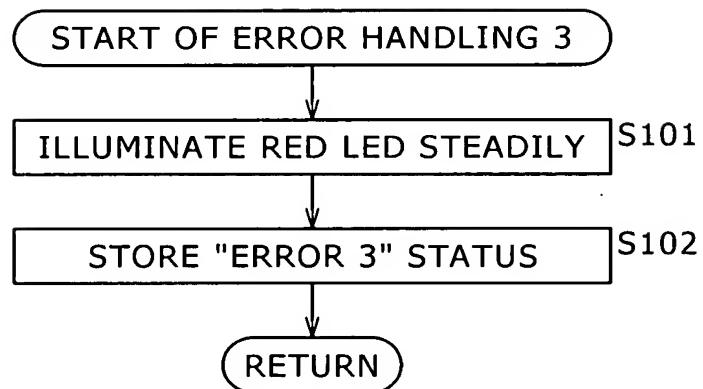 START OF ERROR HANDLING 3
ILLUMINATE RED LED STEADILY S101
STORE "ERROR 3" STATUS S102
RETURN